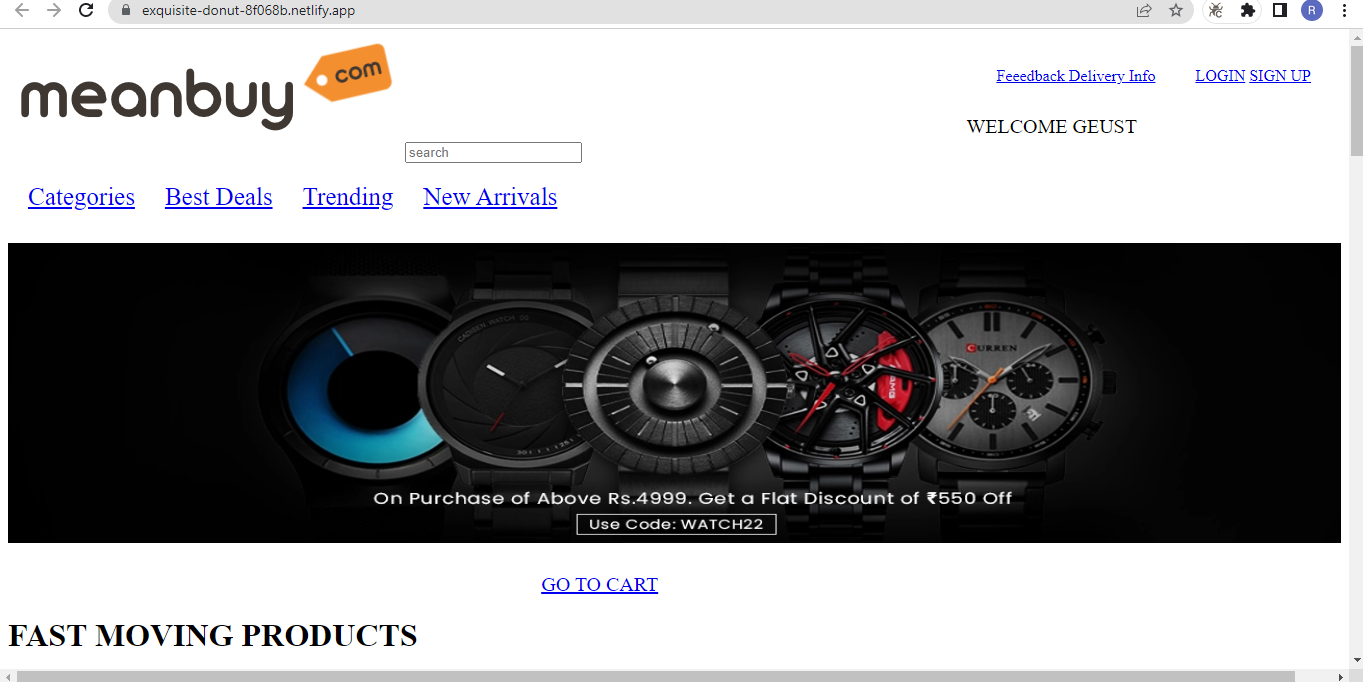 exquisite-donut-8f068b.netlify.app
R
meanbuy com
Feeedback Delivery Info LOGIN SIGN UP
WELCOME GEUST
search
Categories Best Deals Trending New Arrivals
CADISEN WATCH
CURREN
AMG
On Purchase of Above Rs.4999. Get a Flat Discount of ₹550 Off
Use Code: WATCH22
GO TO CART
FAST MOVING PRODUCTS